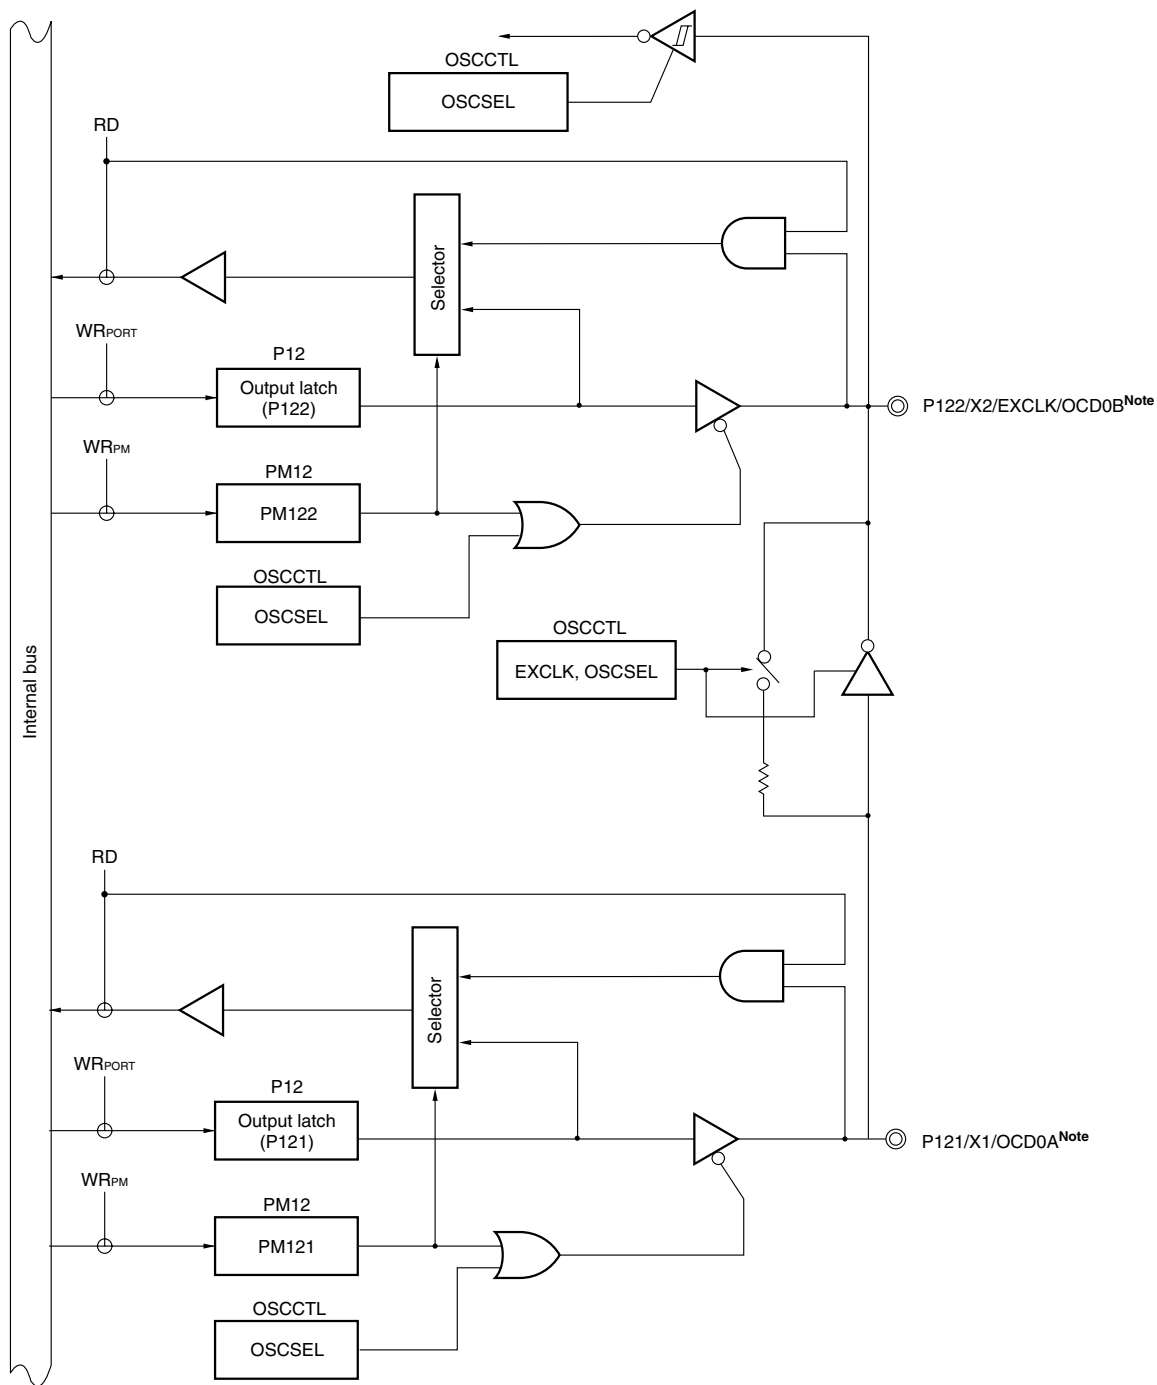 OSCCTL
OSCSEL
RD
Selector
WRPORT
P12
Output latch
(P122)
P122/X2/EXCLK/OCD0BNote
WRPM
PM12
PM122
OSCCTL
OSCSEL
OSCCTL
EXCLK, OSCSEL
Internal bus
RD
Selector
WRPORT
P12
Output latch
(P121)
P121/X1/OCD0ANote
WRPM
PM12
PM121
OSCCTL
OSCSEL